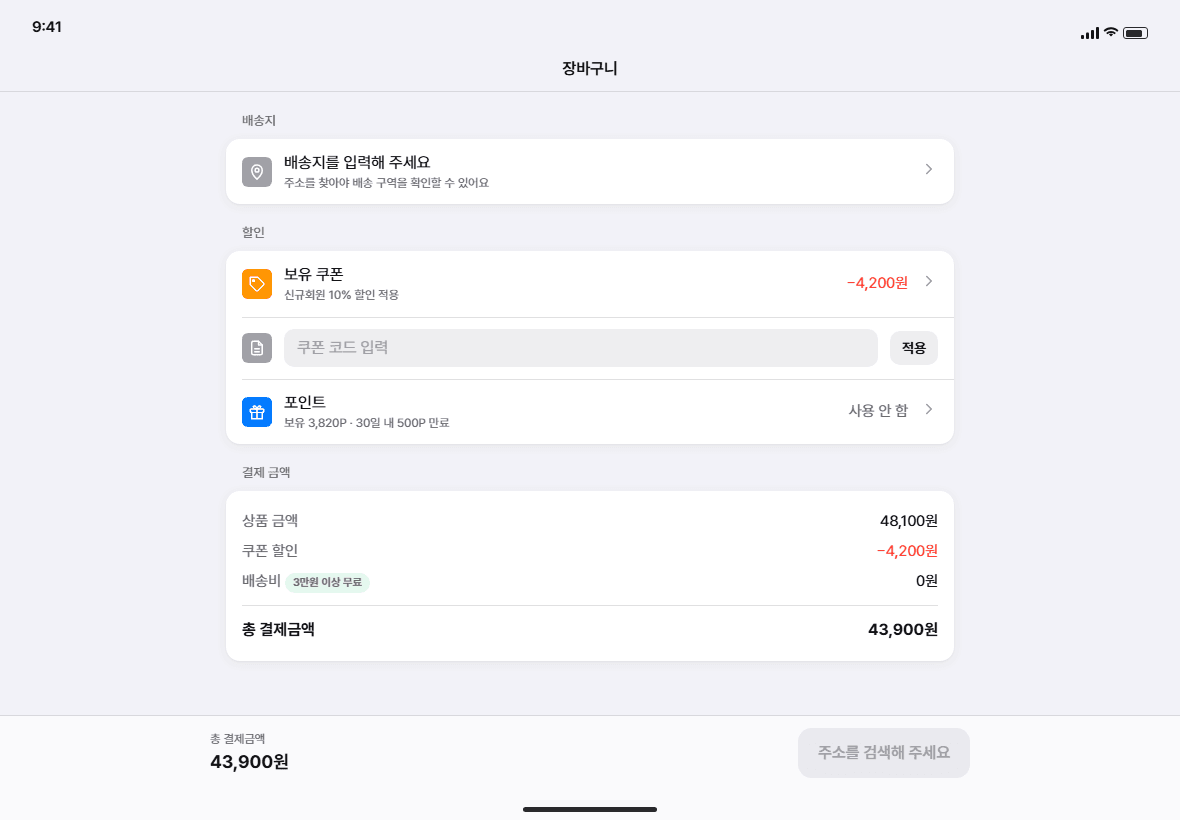 9:41
장바구니
배송지
배송지를 입력해 주세요
주소를 찾아야 배송 구역을 확인할 수 있어요
할인
보유 쿠폰
신규회원 10% 할인 적용
−4,200원
쿠폰 코드 입력
적용
포인트
보유 3,820P · 30일 내 500P 만료
사용 안 함
결제 금액
상품 금액 48,100원
쿠폰 할인 −4,200원
배송비 3만원 이상 무료 0원
총 결제금액 43,900원
총 결제금액
43,900원
주소를 검색해 주세요